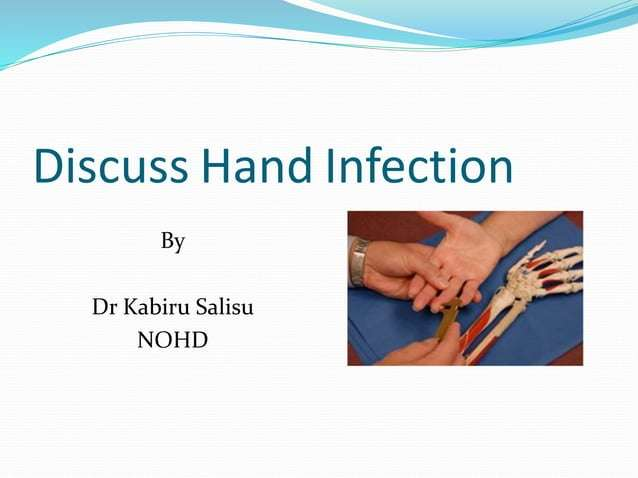 Discuss Hand Infection
By
Dr Kabiru Salisu
NOHD